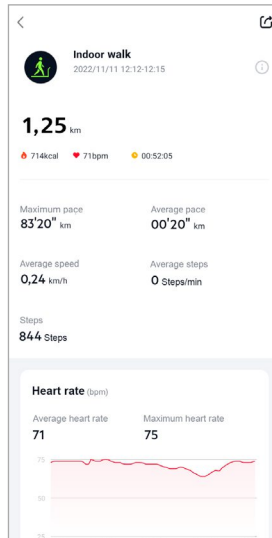 Indoor walk
2022/11/11 12:12-12:15
1,25 km
714kcal 71bpm 00:52:05
Maximum pace Average pace
83'20" km 00'20" km
Average speed Average steps
0,24 km/h 0 Steps/min
Steps
844 Steps
Heart rate (bpm)
Average heart rate Maximum heart rate
71 75
75
50
25